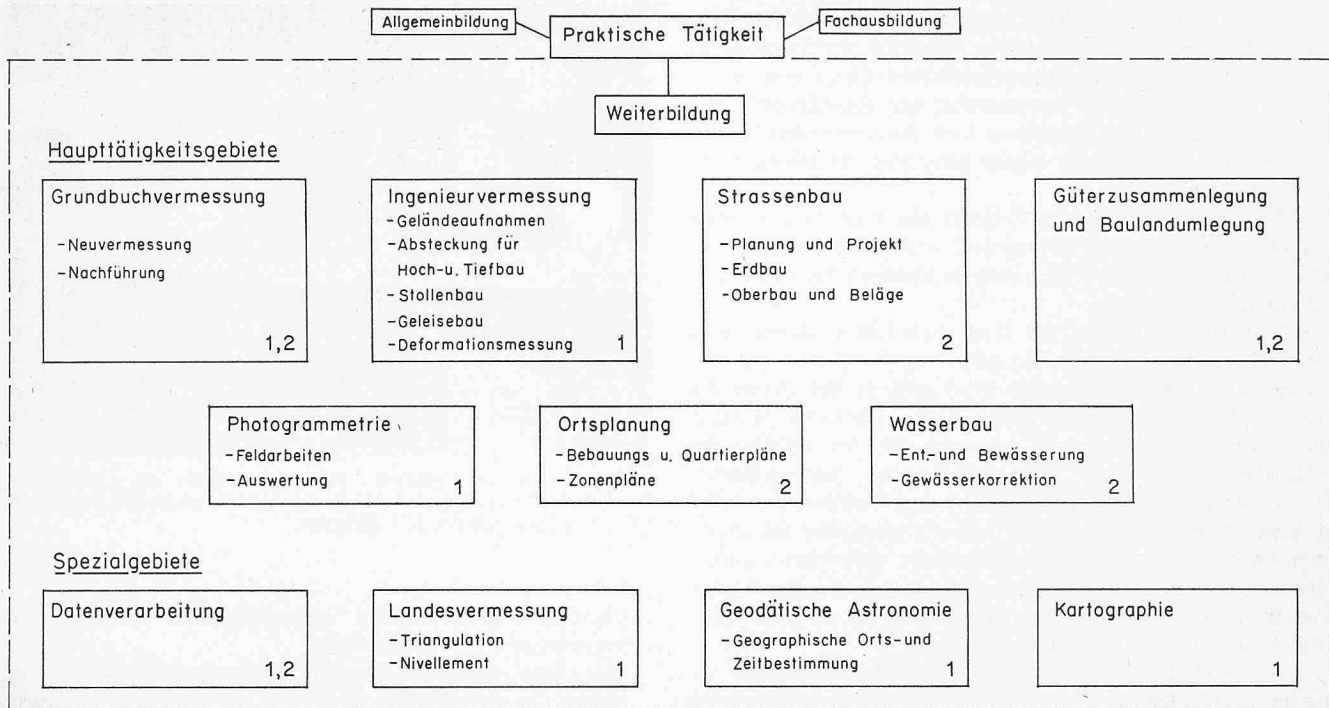 Allgemeinbildung
Praktische Tätigkeit
Fachausbildung
Weiterbildung
Haupttätigkeitsgebiete
Grundbuchvermessung
-Neuvermessung
-Nachführung
1,2
Ingenieurvermessung
-Geländeaufnahmen
-Absteckung für
Hoch-u. Tiefbau
-Stollenbau
-Geleisebau
-Deformationsmessung
1
Strassenbau
-Planung und Projekt
-Erdbau
-Oberbau und Beläge
2
Güterzusammenlegung
und Baulandumlegung
1,2
Photogrammetrie
-Feldarbeiten
-Auswertung
1
Ortsplanung
-Bebauungs u. Quartierpläne
-Zonenpläne
2
Wasserbau
-Ent.-und Bewässerung
-Gewässerkorrektion
2
Spezialgebiete
Datenverarbeitung
1,2
Landesvermessung
-Triangulation
-Nivellement
1
Geodätische Astronomie
-Geographische Orts-und
Zeitbestimmung
1
Kartographie
1